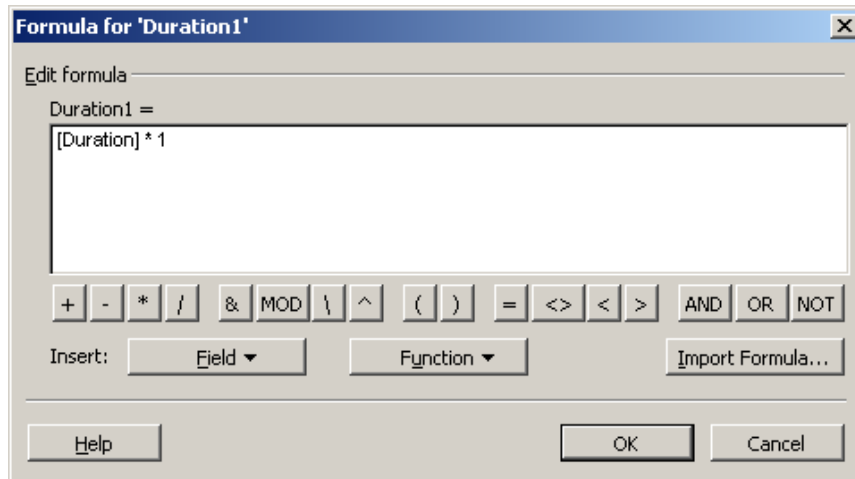 Formula for 'Duration1'
Edit formula
Duration1 =
[Duration] * 1
+ - * / & MOD \ ^ ( ) = <> < > AND OR NOT
Insert: Field Function Import Formula...
Help OK Cancel